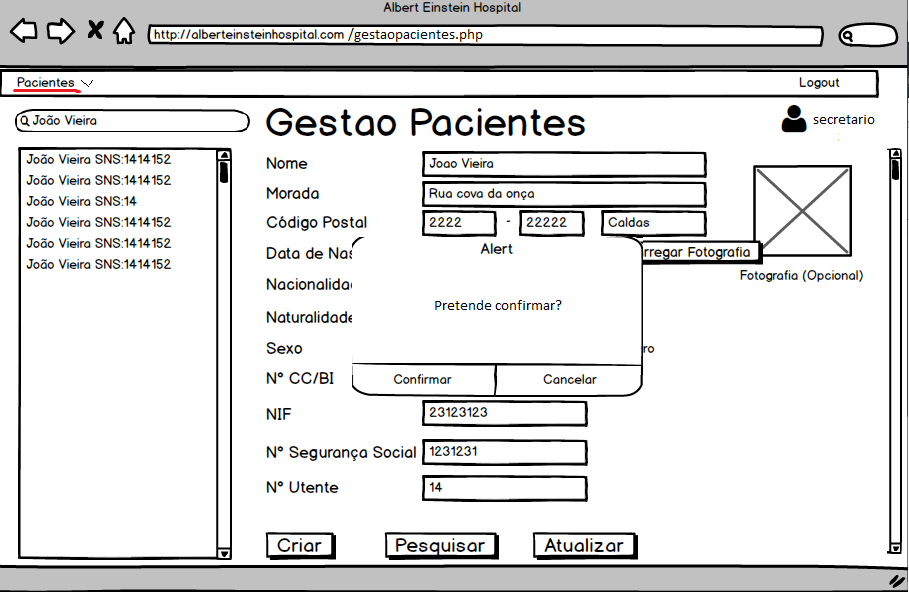 Albert Einstein Hospital
http://alberteinsteinhospital.com /gestaopacientes.php
Pacientes
Logout
João Vieira
Gestao Pacientes
secretario
João Vieira SNS:1414152
João Vieira SNS:1414152
João Vieira SNS:14
João Vieira SNS:1414152
João Vieira SNS:1414152
João Vieira SNS:1414152
Nome
Joao Vieira
Morada
Rua cova da onça
Código Postal
2222 - 22222 Caldas
Data de Nas
rregar Fotografia
Fotografia (Opcional)
Alert
Pretende confirmar?
Confirmar
Cancelar
Nacionalidad
Naturalidade
Sexo
ro
Nº CC/BI
NIF
23123123
Nº Segurança Social
1231231
Nº Utente
14
Criar
Pesquisar
Atualizar